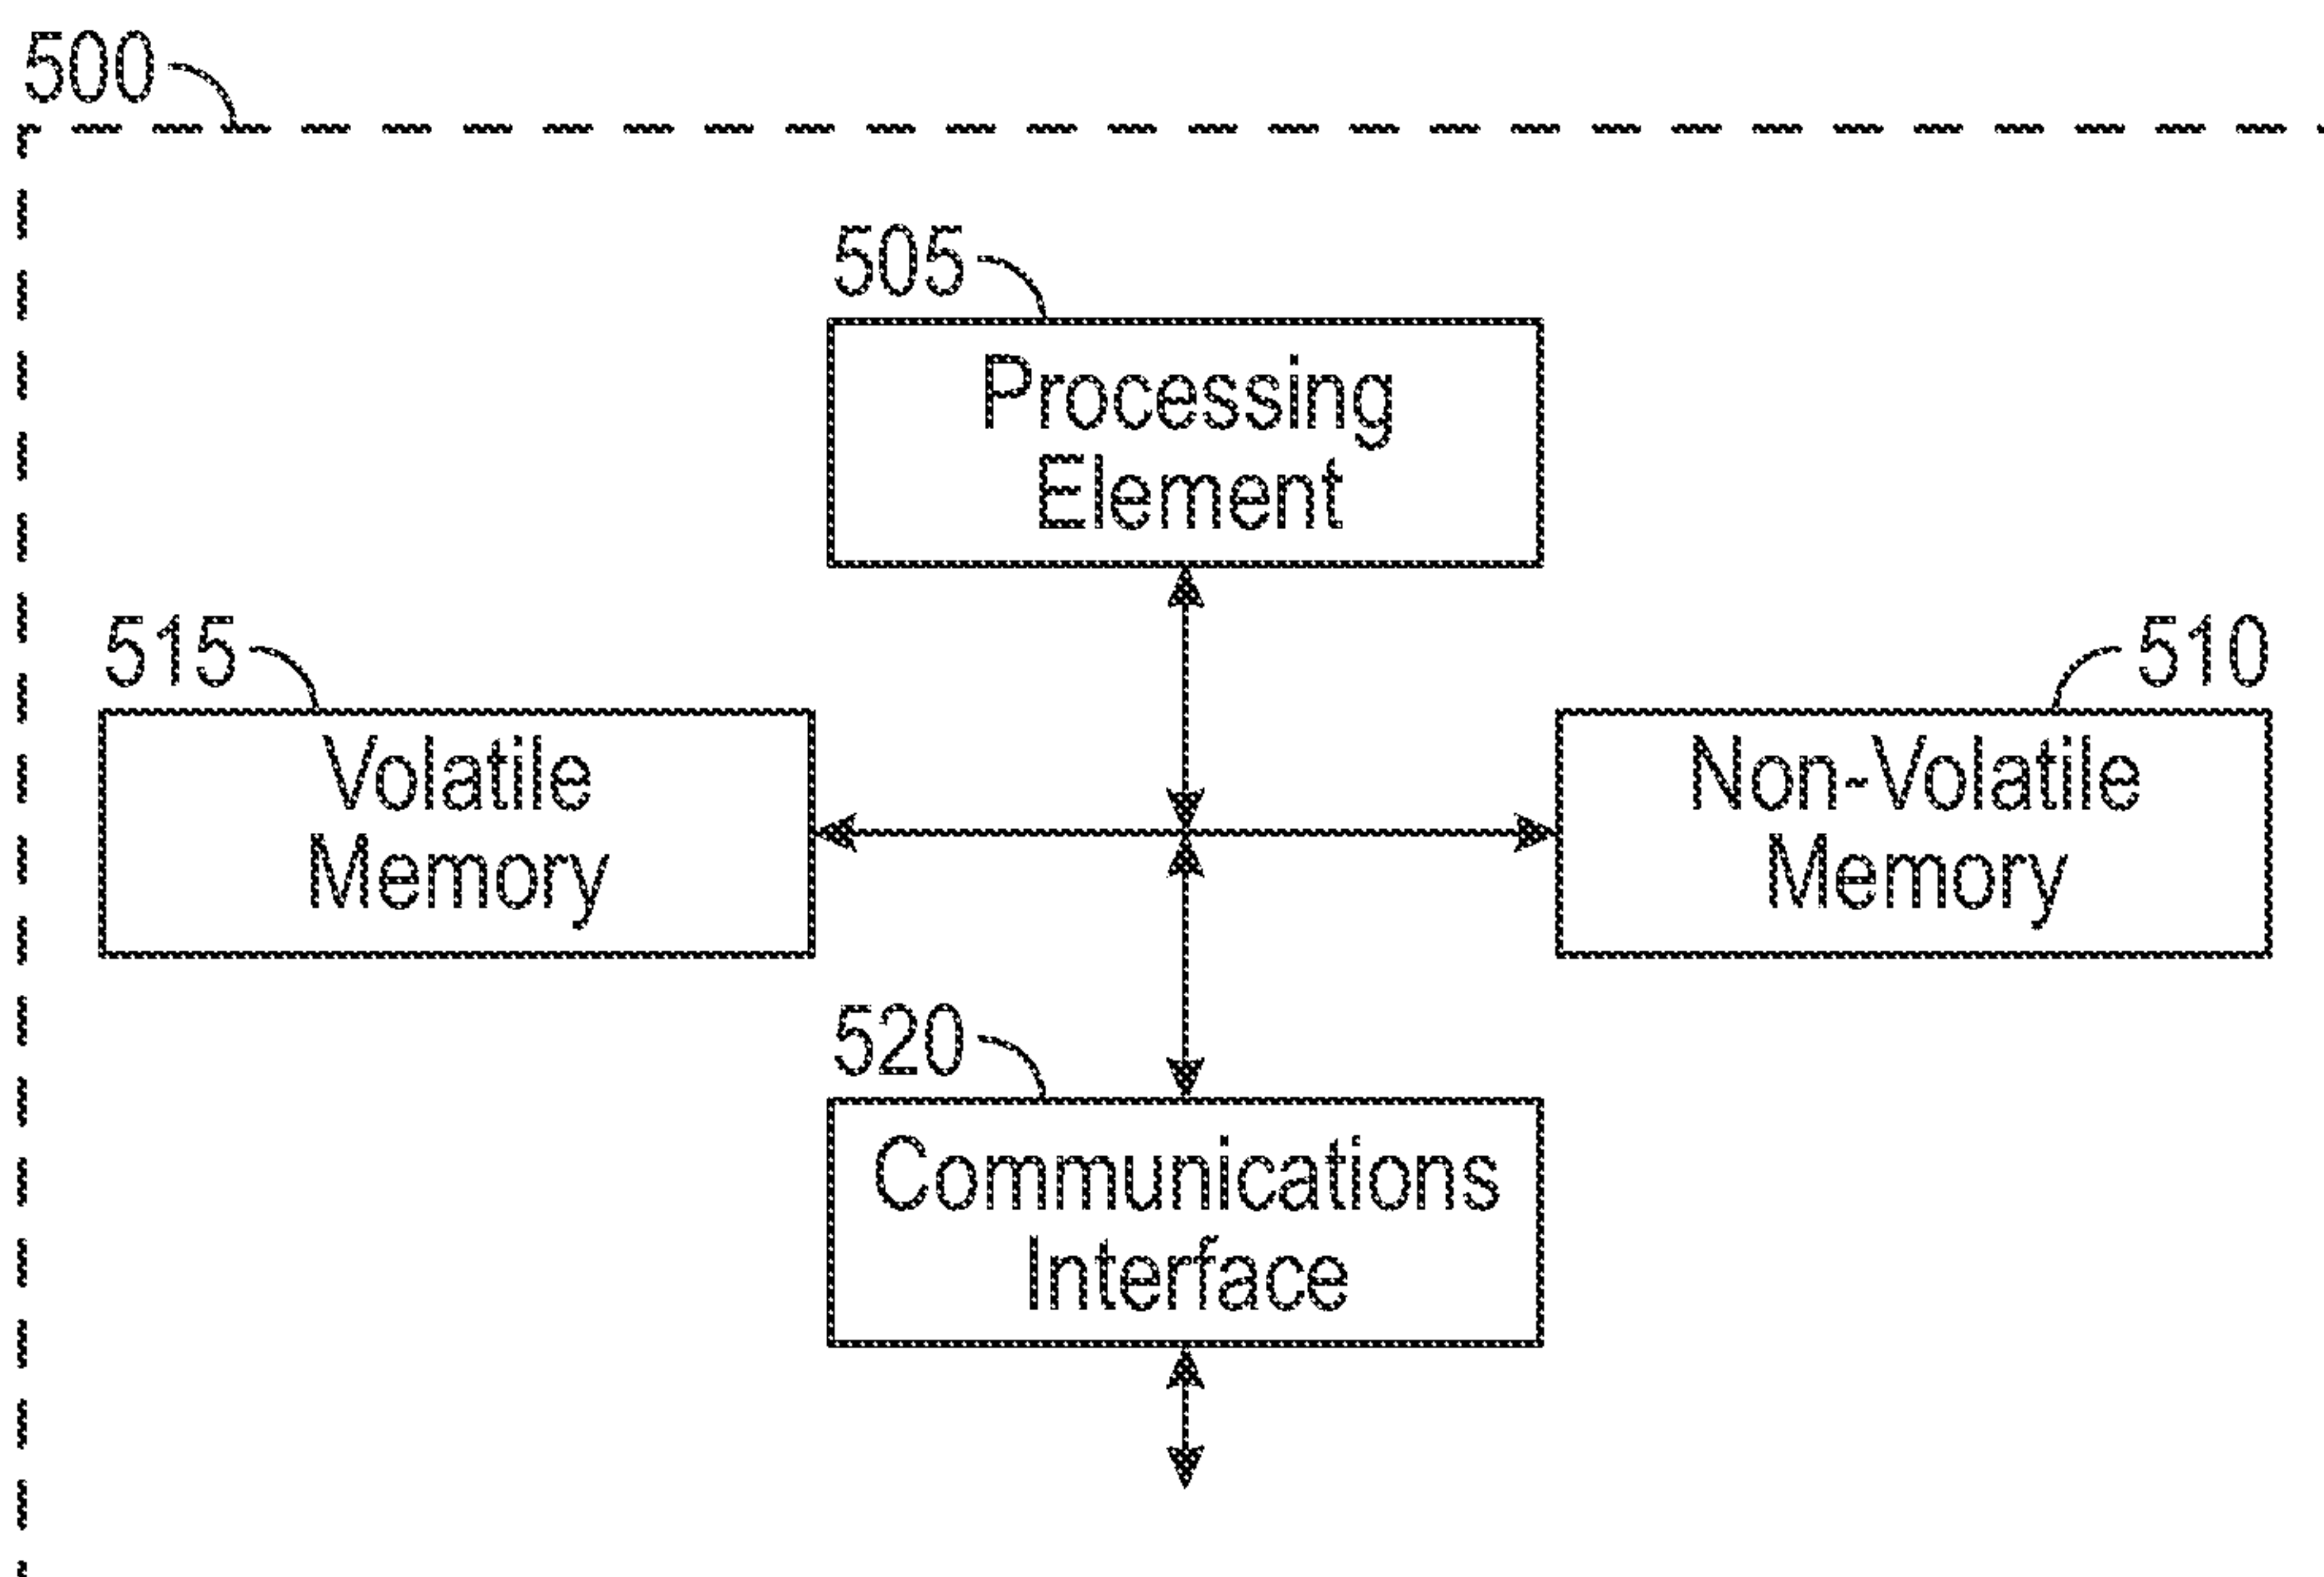 500
505
Processing
Element
515
Volatile
Memory
510
Non-Volatile
Memory
520
Communications
Interface